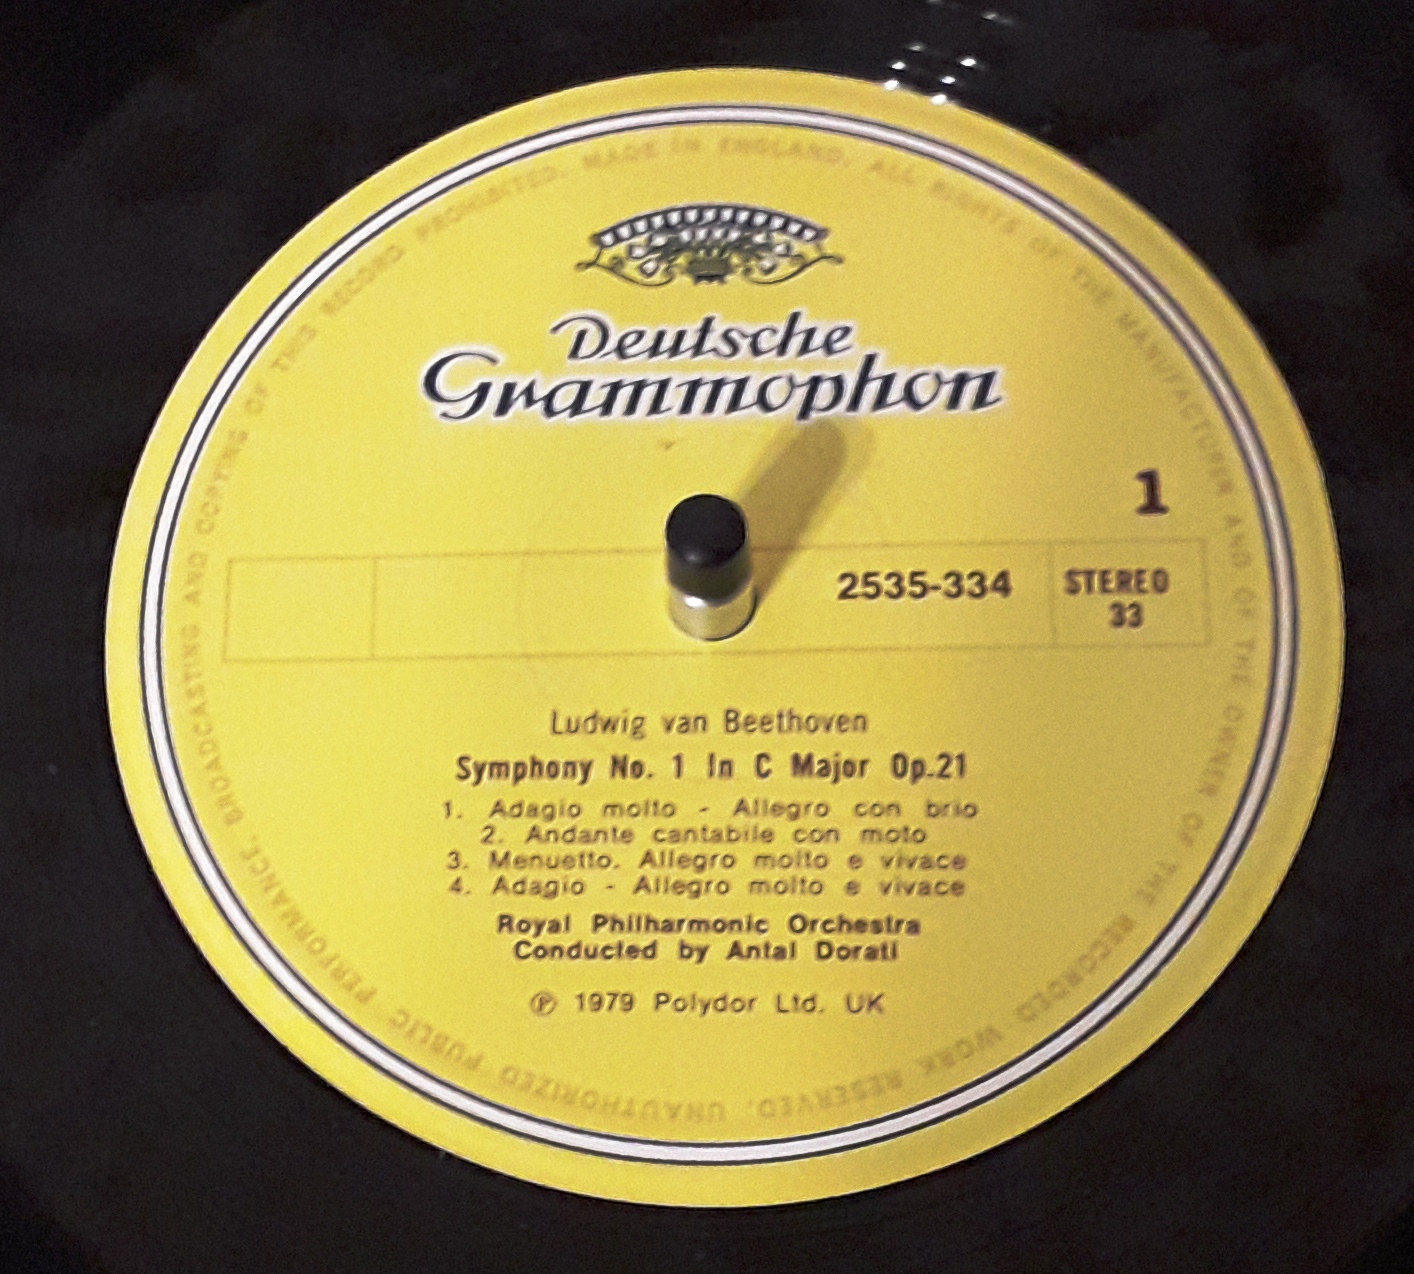 MADE IN ENGLAND. ALL RIGHTS OF THE MANUFACTURER AND OF THE OWNER OF THE RECORDED WORK RESERVED. UNAUTHORIZED PUBLIC PERFORMANCE, BROADCASTING AND COPYING OF THIS RECORD PROHIBITED.
Deutsche
Grammophon
1
2535-334
STEREO
33
Ludwig van Beethoven
Symphony No. 1 In C Major Op.21
1. Adagio molto - Allegro con brio
2. Andante cantabile con moto
3. Menuetto. Allegro molto e vivace
4. Adagio - Allegro molto e vivace
Royal Philharmonic Orchestra
Conducted by Antal Dorati
℗ 1979 Polydor Ltd. UK